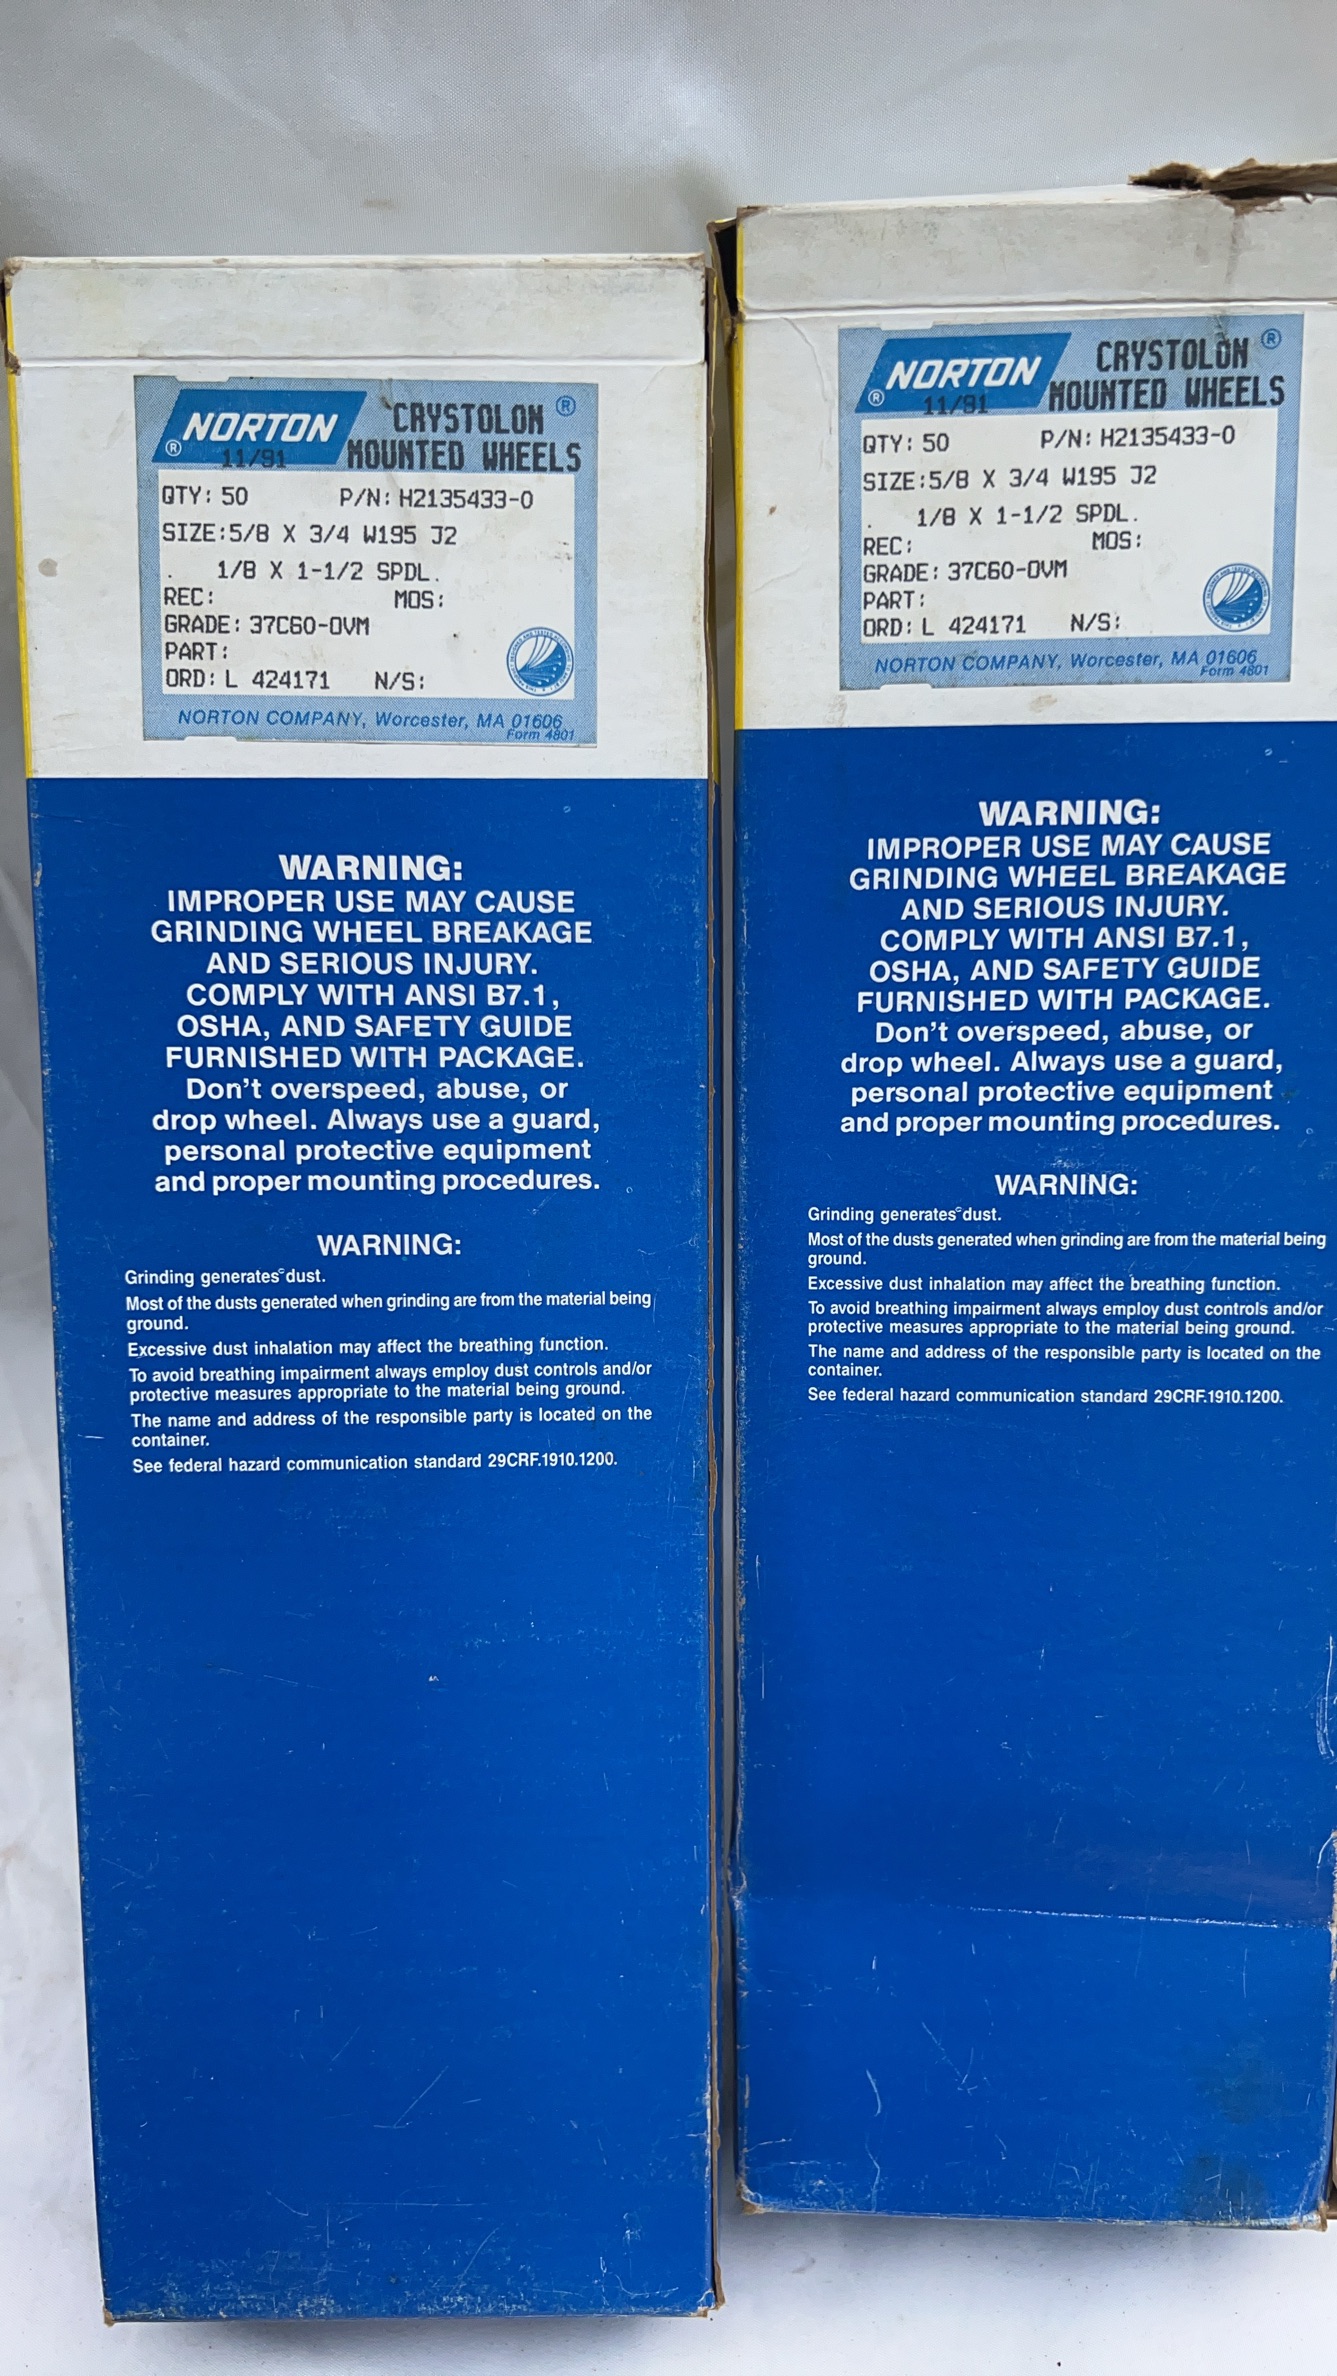 NORTON ®
CRYSTOLON ®
MOUNTED WHEELS
11/91
QTY: 50 P/N: H2135433-0
SIZE: 5/8 X 3/4 W195 J2
. 1/8 X 1-1/2 SPDL.
REC: MOS:
GRADE: 37C60-OVM
PART:
ORD: L 424171 N/S:
NORTON COMPANY, Worcester, MA 01606
Form 4801
WARNING:
IMPROPER USE MAY CAUSE
GRINDING WHEEL BREAKAGE
AND SERIOUS INJURY.
COMPLY WITH ANSI B7.1,
OSHA, AND SAFETY GUIDE
FURNISHED WITH PACKAGE.
Don't overspeed, abuse, or
drop wheel. Always use a guard,
personal protective equipment
and proper mounting procedures.
WARNING:
Grinding generates dust.
Most of the dusts generated when grinding are from the material being
ground.
Excessive dust inhalation may affect the breathing function.
To avoid breathing impairment always employ dust controls and/or
protective measures appropriate to the material being ground.
The name and address of the responsible party is located on the
container.
See federal hazard communication standard 29CRF.1910.1200.
NORTON ®
CRYSTOLON ®
MOUNTED WHEELS
11/91
QTY: 50 P/N: H2135433-0
SIZE: 5/8 X 3/4 W195 J2
. 1/8 X 1-1/2 SPDL.
REC: MOS:
GRADE: 37C60-OVM
PART:
ORD: L 424171 N/S:
NORTON COMPANY, Worcester, MA 01606
Form 4801
WARNING:
IMPROPER USE MAY CAUSE
GRINDING WHEEL BREAKAGE
AND SERIOUS INJURY.
COMPLY WITH ANSI B7.1,
OSHA, AND SAFETY GUIDE
FURNISHED WITH PACKAGE.
Don't overspeed, abuse, or
drop wheel. Always use a guard,
personal protective equipment
and proper mounting procedures.
WARNING:
Grinding generates dust.
Most of the dusts generated when grinding are from the material being
ground.
Excessive dust inhalation may affect the breathing function.
To avoid breathing impairment always employ dust controls and/or
protective measures appropriate to the material being ground.
The name and address of the responsible party is located on the
container.
See federal hazard communication standard 29CRF.1910.1200.